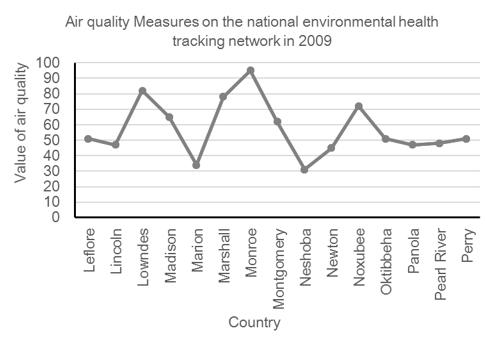 Air quality Measures on the national environmental health
tracking network in 2009
Value of air quality
100
90
80
70
60
50
40
30
20
10
0
Leflore
Lincoln
Lowndes
Madison
Marion
Marshall
Monroe
Montgomery
Neshoba
Newton
Noxubee
Oktibbeha
Panola
Pearl River
Perry
Country